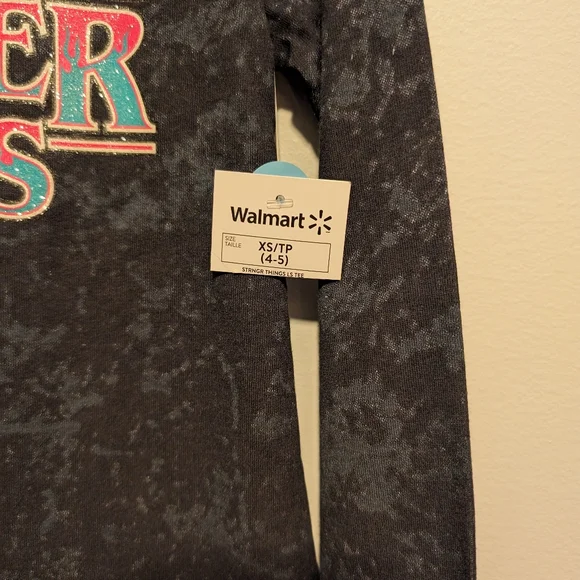 ER
S
Walmart
SIZE
TAILLE
XS/TP
(4-5)
STRNGR THINGS LS TEE